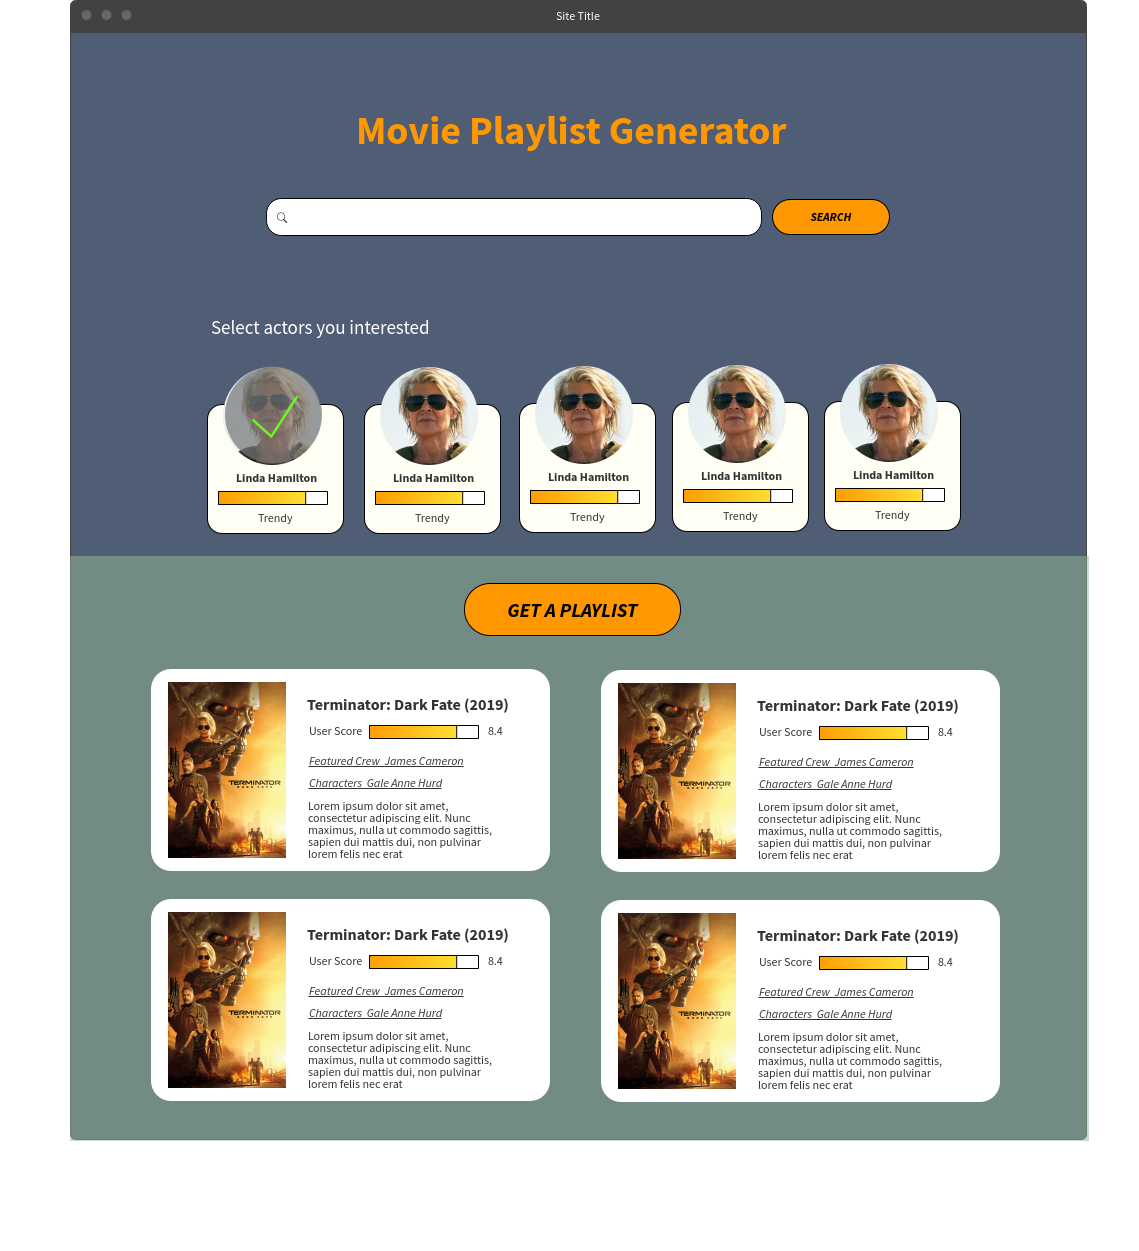 Site Title
Movie Playlist Generator
SEARCH
Select actors you interested
Linda Hamilton
Trendy
Linda Hamilton
Trendy
Linda Hamilton
Trendy
Linda Hamilton
Trendy
Linda Hamilton
Trendy
GET A PLAYLIST
Terminator: Dark Fate (2019)
User Score 8.4
Featured Crew James Cameron
Characters Gale Anne Hurd
Lorem ipsum dolor sit amet,
consectetur adipiscing elit. Nunc
maximus, nulla ut commodo sagittis,
sapien dui mattis dui, non pulvinar
lorem felis nec erat
TERMINATOR
DARK FATE
Terminator: Dark Fate (2019)
User Score 8.4
Featured Crew James Cameron
Characters Gale Anne Hurd
Lorem ipsum dolor sit amet,
consectetur adipiscing elit. Nunc
maximus, nulla ut commodo sagittis,
sapien dui mattis dui, non pulvinar
lorem felis nec erat
TERMINATOR
DARK FATE
Terminator: Dark Fate (2019)
User Score 8.4
Featured Crew James Cameron
Characters Gale Anne Hurd
Lorem ipsum dolor sit amet,
consectetur adipiscing elit. Nunc
maximus, nulla ut commodo sagittis,
sapien dui mattis dui, non pulvinar
lorem felis nec erat
TERMINATOR
DARK FATE
Terminator: Dark Fate (2019)
User Score 8.4
Featured Crew James Cameron
Characters Gale Anne Hurd
Lorem ipsum dolor sit amet,
consectetur adipiscing elit. Nunc
maximus, nulla ut commodo sagittis,
sapien dui mattis dui, non pulvinar
lorem felis nec erat
TERMINATOR
DARK FATE